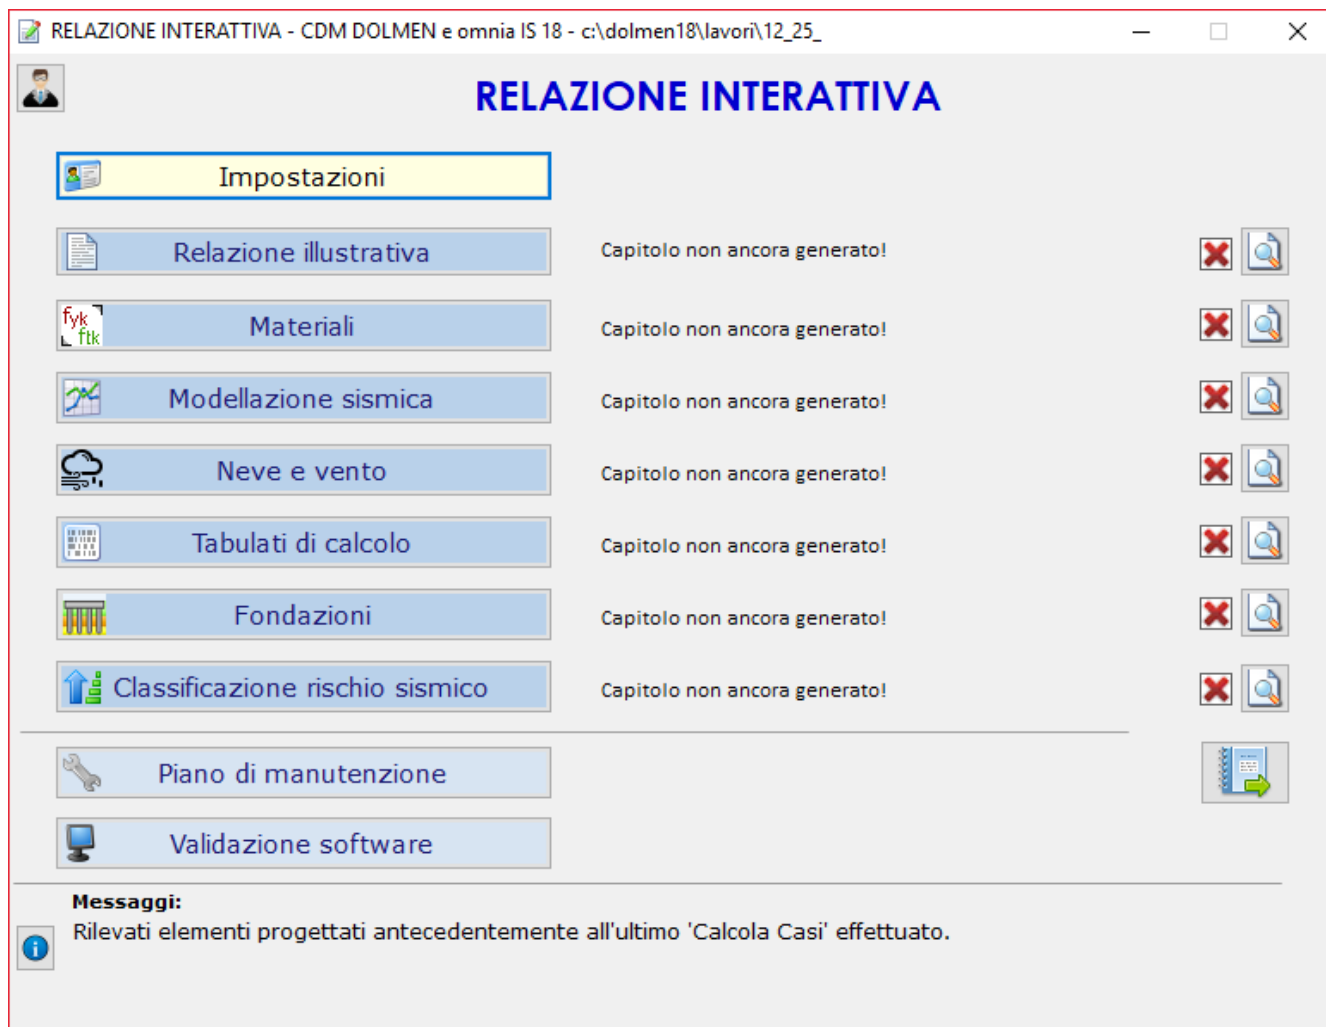 RELAZIONE INTERATTIVA - CDM DOLMEN e omnia IS 18 - c:\dolmen18\lavori\12_25_
RELAZIONE INTERATTIVA
Impostazioni
Relazione illustrativa Capitolo non ancora generato!
fyk ftk Materiali Capitolo non ancora generato!
Modellazione sismica Capitolo non ancora generato!
Neve e vento Capitolo non ancora generato!
Tabulati di calcolo Capitolo non ancora generato!
Fondazioni Capitolo non ancora generato!
Classificazione rischio sismico Capitolo non ancora generato!
Piano di manutenzione
Validazione software
Messaggi:
Rilevati elementi progettati antecedentemente all'ultimo 'Calcola Casi' effettuato.